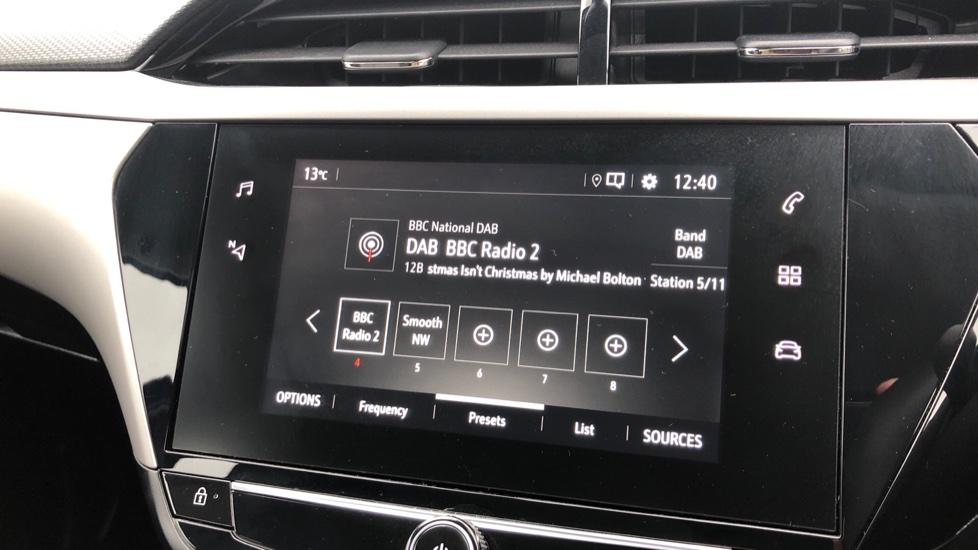 13°C
12:40
N
BBC National DAB
DAB BBC Radio 2
Band
DAB
12B stmas Isn't Christmas by Michael Bolton
Station 5/11
BBC
Radio 2
Smooth
NW
4
5
6
7
8
OPTIONS
Frequency
Presets
List
SOURCES